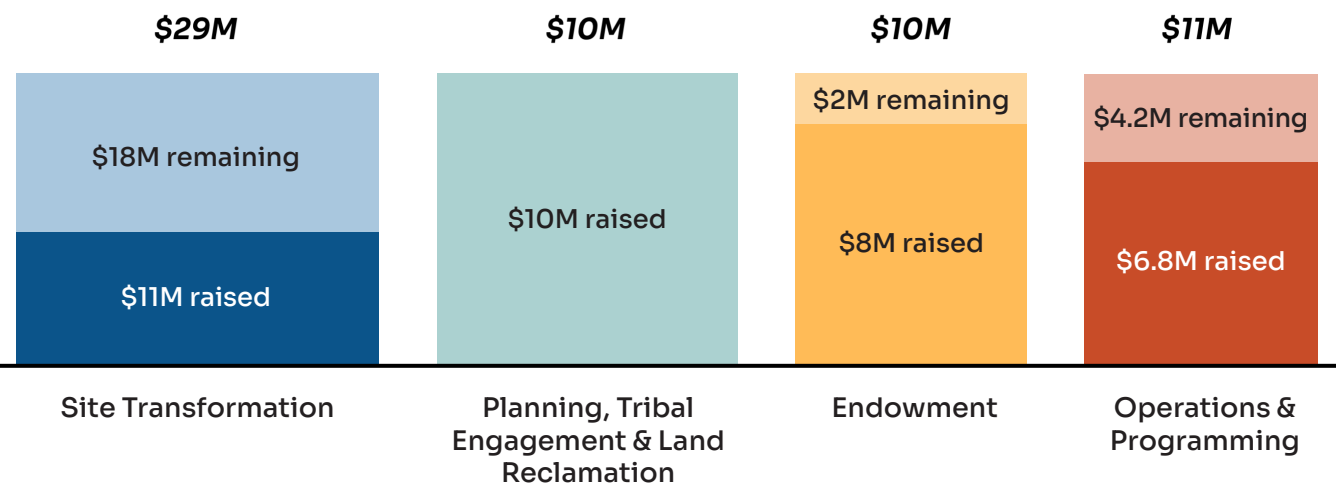 $29M
$18M remaining
$11M raised
Site Transformation
$10M
$10M raised
Planning, Tribal
Engagement & Land
Reclamation
$10M
$2M remaining
$8M raised
Endowment
$11M
$4.2M remaining
$6.8M raised
Operations &
Programming